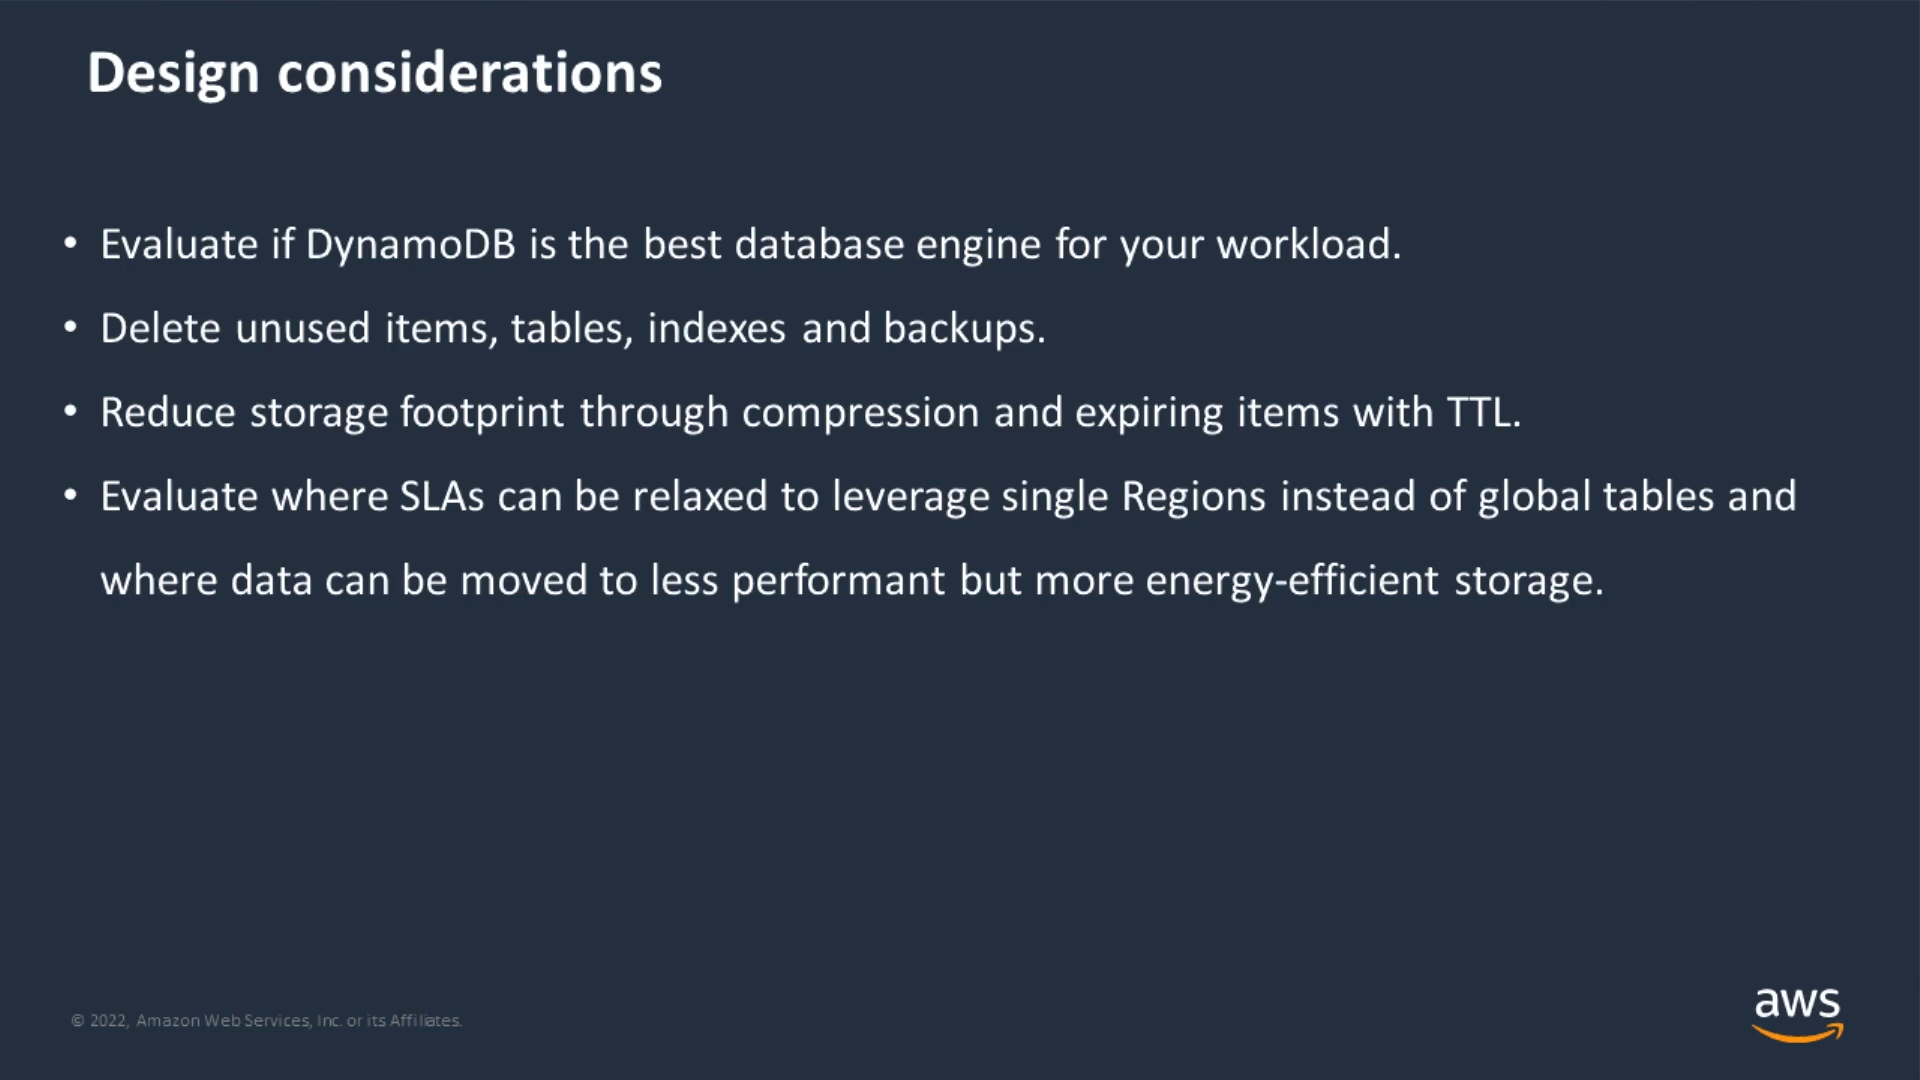 Design considerations
• Evaluate if DynamoDB is the best database engine for your workload.
• Delete unused items, tables, indexes and backups.
• Reduce storage footprint through compression and expiring items with TTL.
• Evaluate where SLAs can be relaxed to leverage single Regions instead of global tables and
where data can be moved to less performant but more energy-efficient storage.
© 2022, Amazon Web Services, Inc. or its Affiliates.
aws